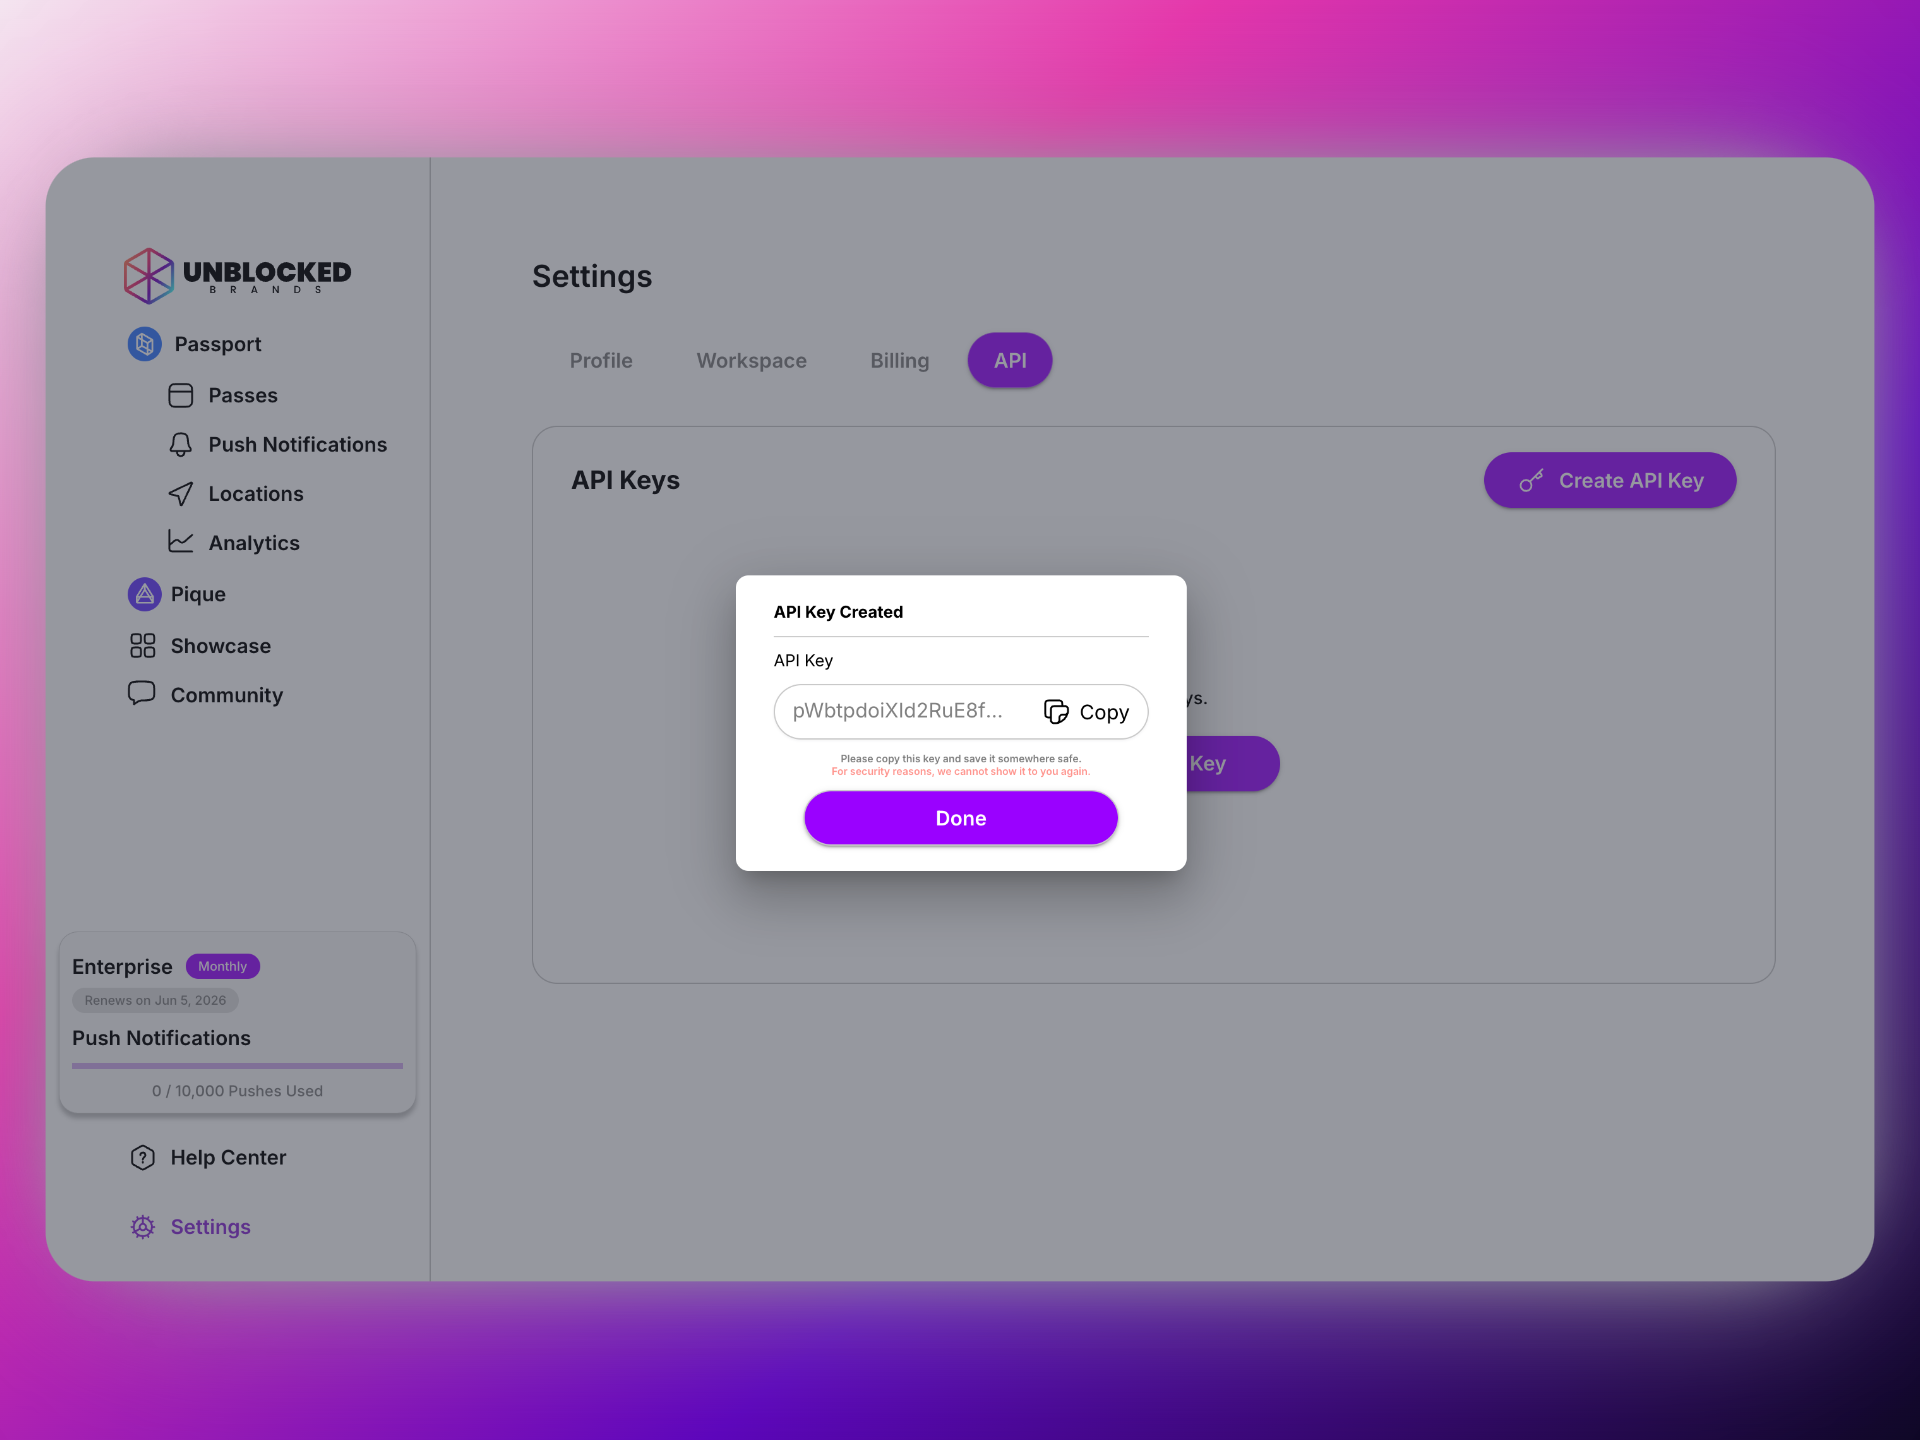 UNBLOCKED
BRANDS
Passport
Passes
Push Notifications
Locations
Analytics
Pique
Showcase
Community
Enterprise Monthly
Renews on Jun 5, 2026
Push Notifications
0 / 10,000 Pushes Used
Help Center
Settings
Settings
Profile Workspace Billing API
API Keys Create API Key
ys.
Key
API Key Created
API Key
pWbtpdoiXId2RuE8f... Copy
Please copy this key and save it somewhere safe.
For security reasons, we cannot show it to you again.
Done